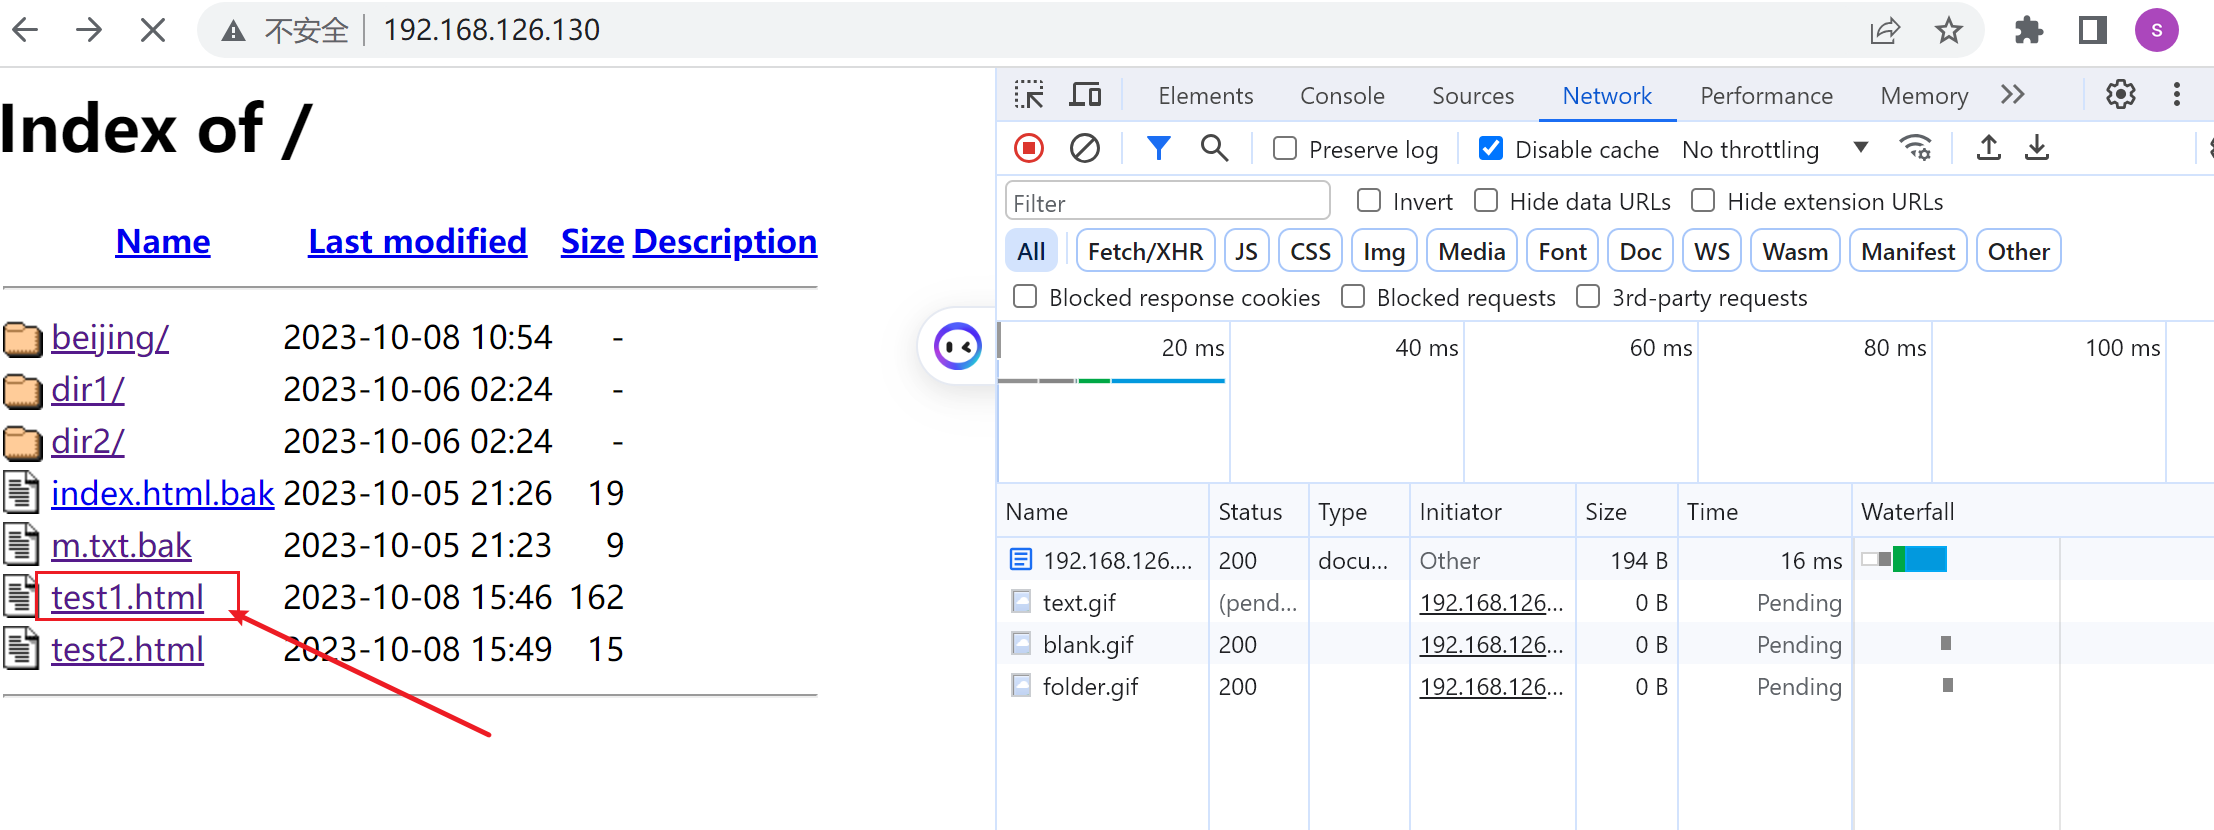 不安全 192.168.126.130
S
Index of /
Name Last modified Size Description
beijing/ 2023-10-08 10:54 -
dir1/ 2023-10-06 02:24 -
dir2/ 2023-10-06 02:24 -
index.html.bak 2023-10-05 21:26 19
m.txt.bak 2023-10-05 21:23 9
test1.html 2023-10-08 15:46 162
test2.html 2023-10-08 15:49 15
Elements Console Sources Network Performance Memory
Preserve log Disable cache No throttling
Filter Invert Hide data URLs Hide extension URLs
All Fetch/XHR JS CSS Img Media Font Doc WS Wasm Manifest Other
Blocked response cookies Blocked requests 3rd-party requests
20 ms 40 ms 60 ms 80 ms 100 ms
Name Status Type Initiator Size Time Waterfall
192.168.126.... 200 docu... Other 194 B 16 ms
text.gif (pend... 192.168.126... 0 B Pending
blank.gif 200 192.168.126... 0 B Pending
folder.gif 200 192.168.126... 0 B Pending